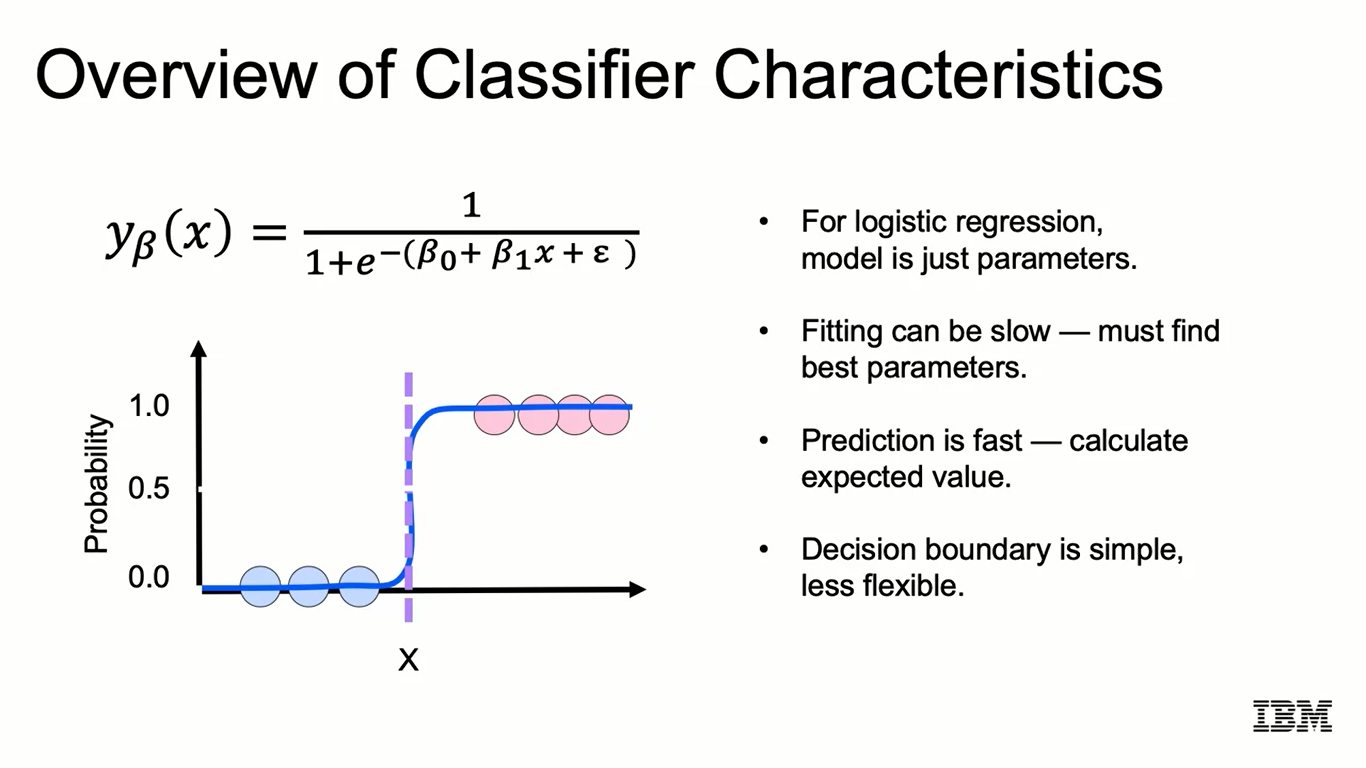 Overview of Classifier Characteristics
y_β(x) = 1 / (1+e^−(β₀+ β₁x + ε ))
• For logistic regression,
model is just parameters.
• Fitting can be slow — must find
best parameters.
• Prediction is fast — calculate
expected value.
• Decision boundary is simple,
less flexible.
Probability
1.0
0.5
0.0
X
IBM